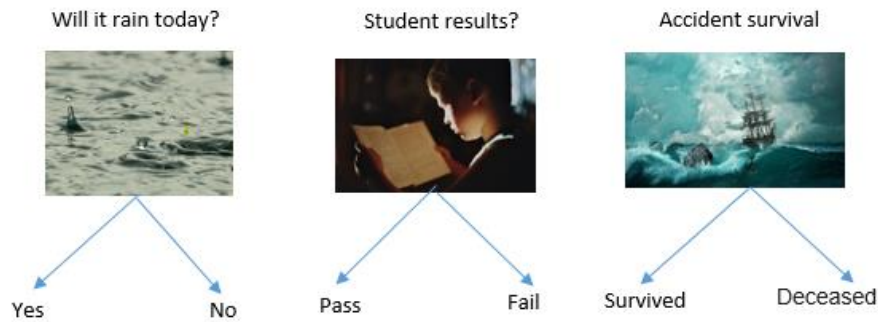 Will it rain today?
Student results?
Accident survival
Yes
No
Pass
Fail
Survived
Deceased